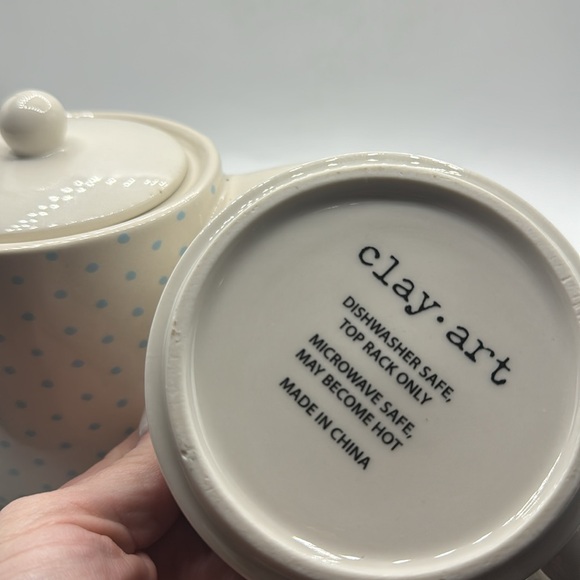 clay·art
DISHWASHER SAFE,
TOP RACK ONLY
MICROWAVE SAFE,
MAY BECOME HOT
MADE IN CHINA